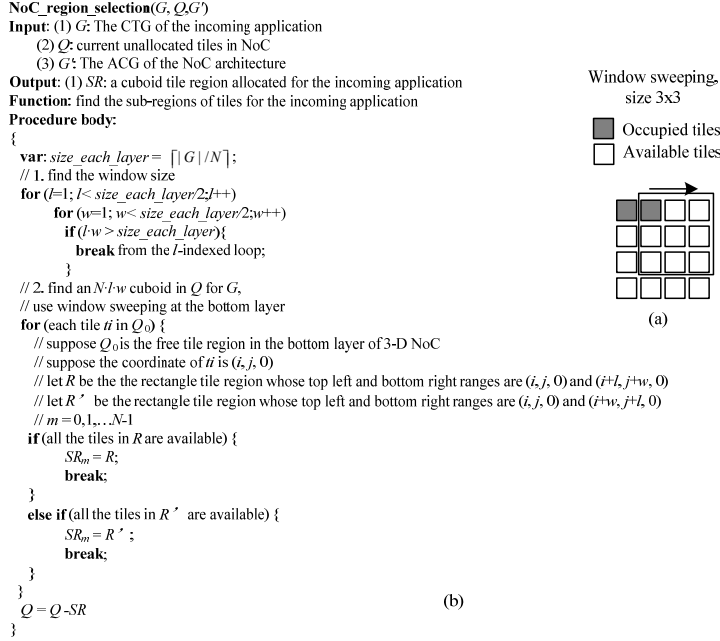 NoC_region_selection(G, Q,G')
Input: (1) G: The CTG of the incoming application
(2) Q: current unallocated tiles in NoC
(3) G': The ACG of the NoC architecture
Output: (1) SR: a cuboid tile region allocated for the incoming application
Function: find the sub-regions of tiles for the incoming application
Procedure body:
{
var: size_each_layer = ⌈|G|/N⌉;
// 1. find the window size
for (l=1; l< size_each_layer/2;l++)
for (w=1; w< size_each_layer/2;w++)
if (l·w > size_each_layer){
break from the l-indexed loop;
}
// 2. find an N·l·w cuboid in Q for G,
// use window sweeping at the bottom layer
for (each tile ti in Q0) {
// suppose Q0 is the free tile region in the bottom layer of 3-D NoC
// suppose the coordinate of ti is (i, j, 0)
// let R be the the rectangle tile region whose top left and bottom right ranges are (i, j, 0) and (i+l, j+w, 0)
// let R’ be the rectangle tile region whose top left and bottom right ranges are (i, j, 0) and (i+w, j+l, 0)
// m = 0,1,…N-1
if (all the tiles in R are available) {
SRm = R;
break;
}
else if (all the tiles in R’ are available) {
SRm = R’;
break;
}
}
Q = Q -SR
}
(b)
Window sweeping,
size 3x3
Occupied tiles
Available tiles
(a)